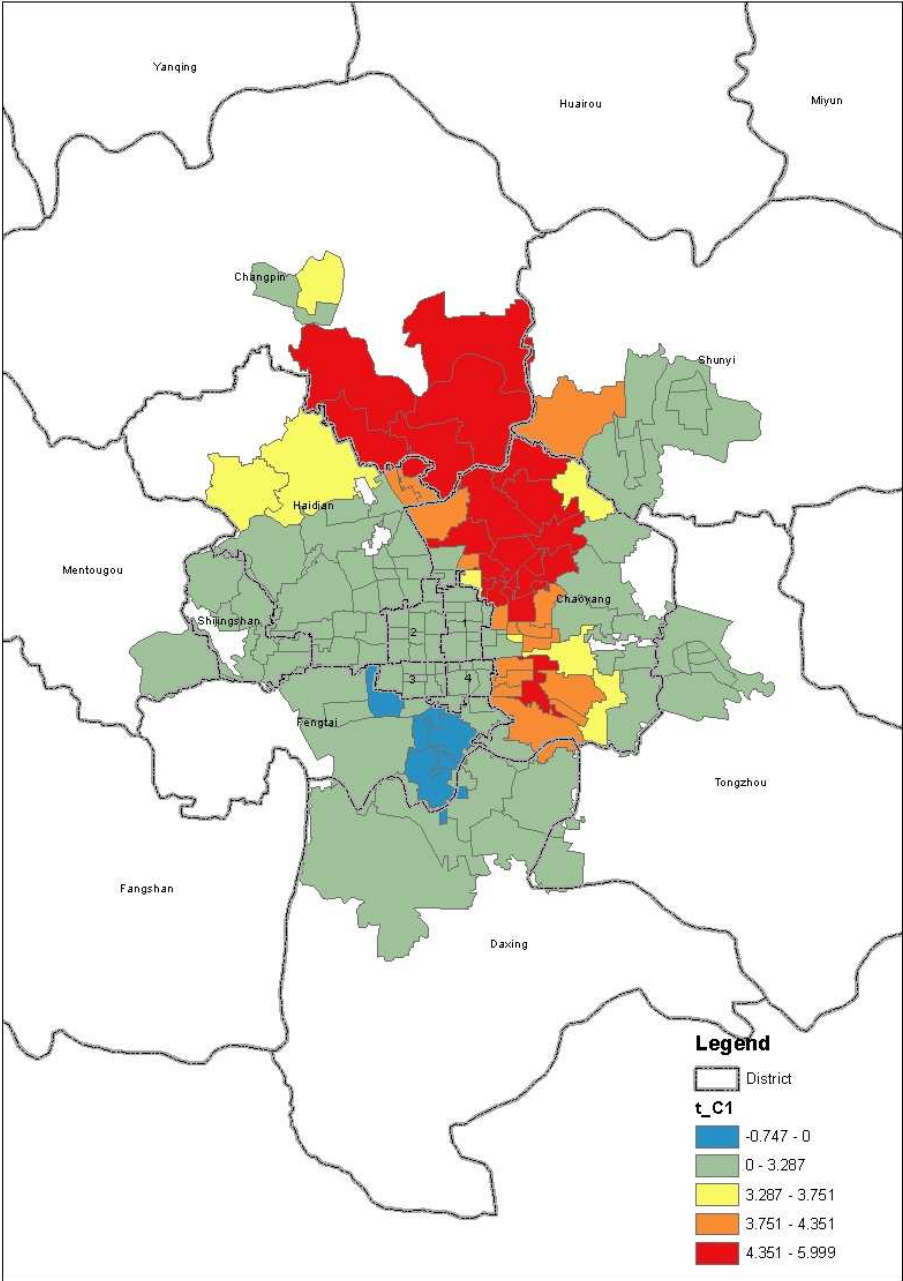 Yanqing
Huairou
Miyun
Changpin
Shunyi
Haidian
Mentougou
Chaoyang
Shijingshan
1
2
3
4
Fengtai
Tongzhou
Fangshan
Daxing
Legend
District
t_C1
-0.747 - 0
0 - 3.287
3.287 - 3.751
3.751 - 4.351
4.351 - 5.999